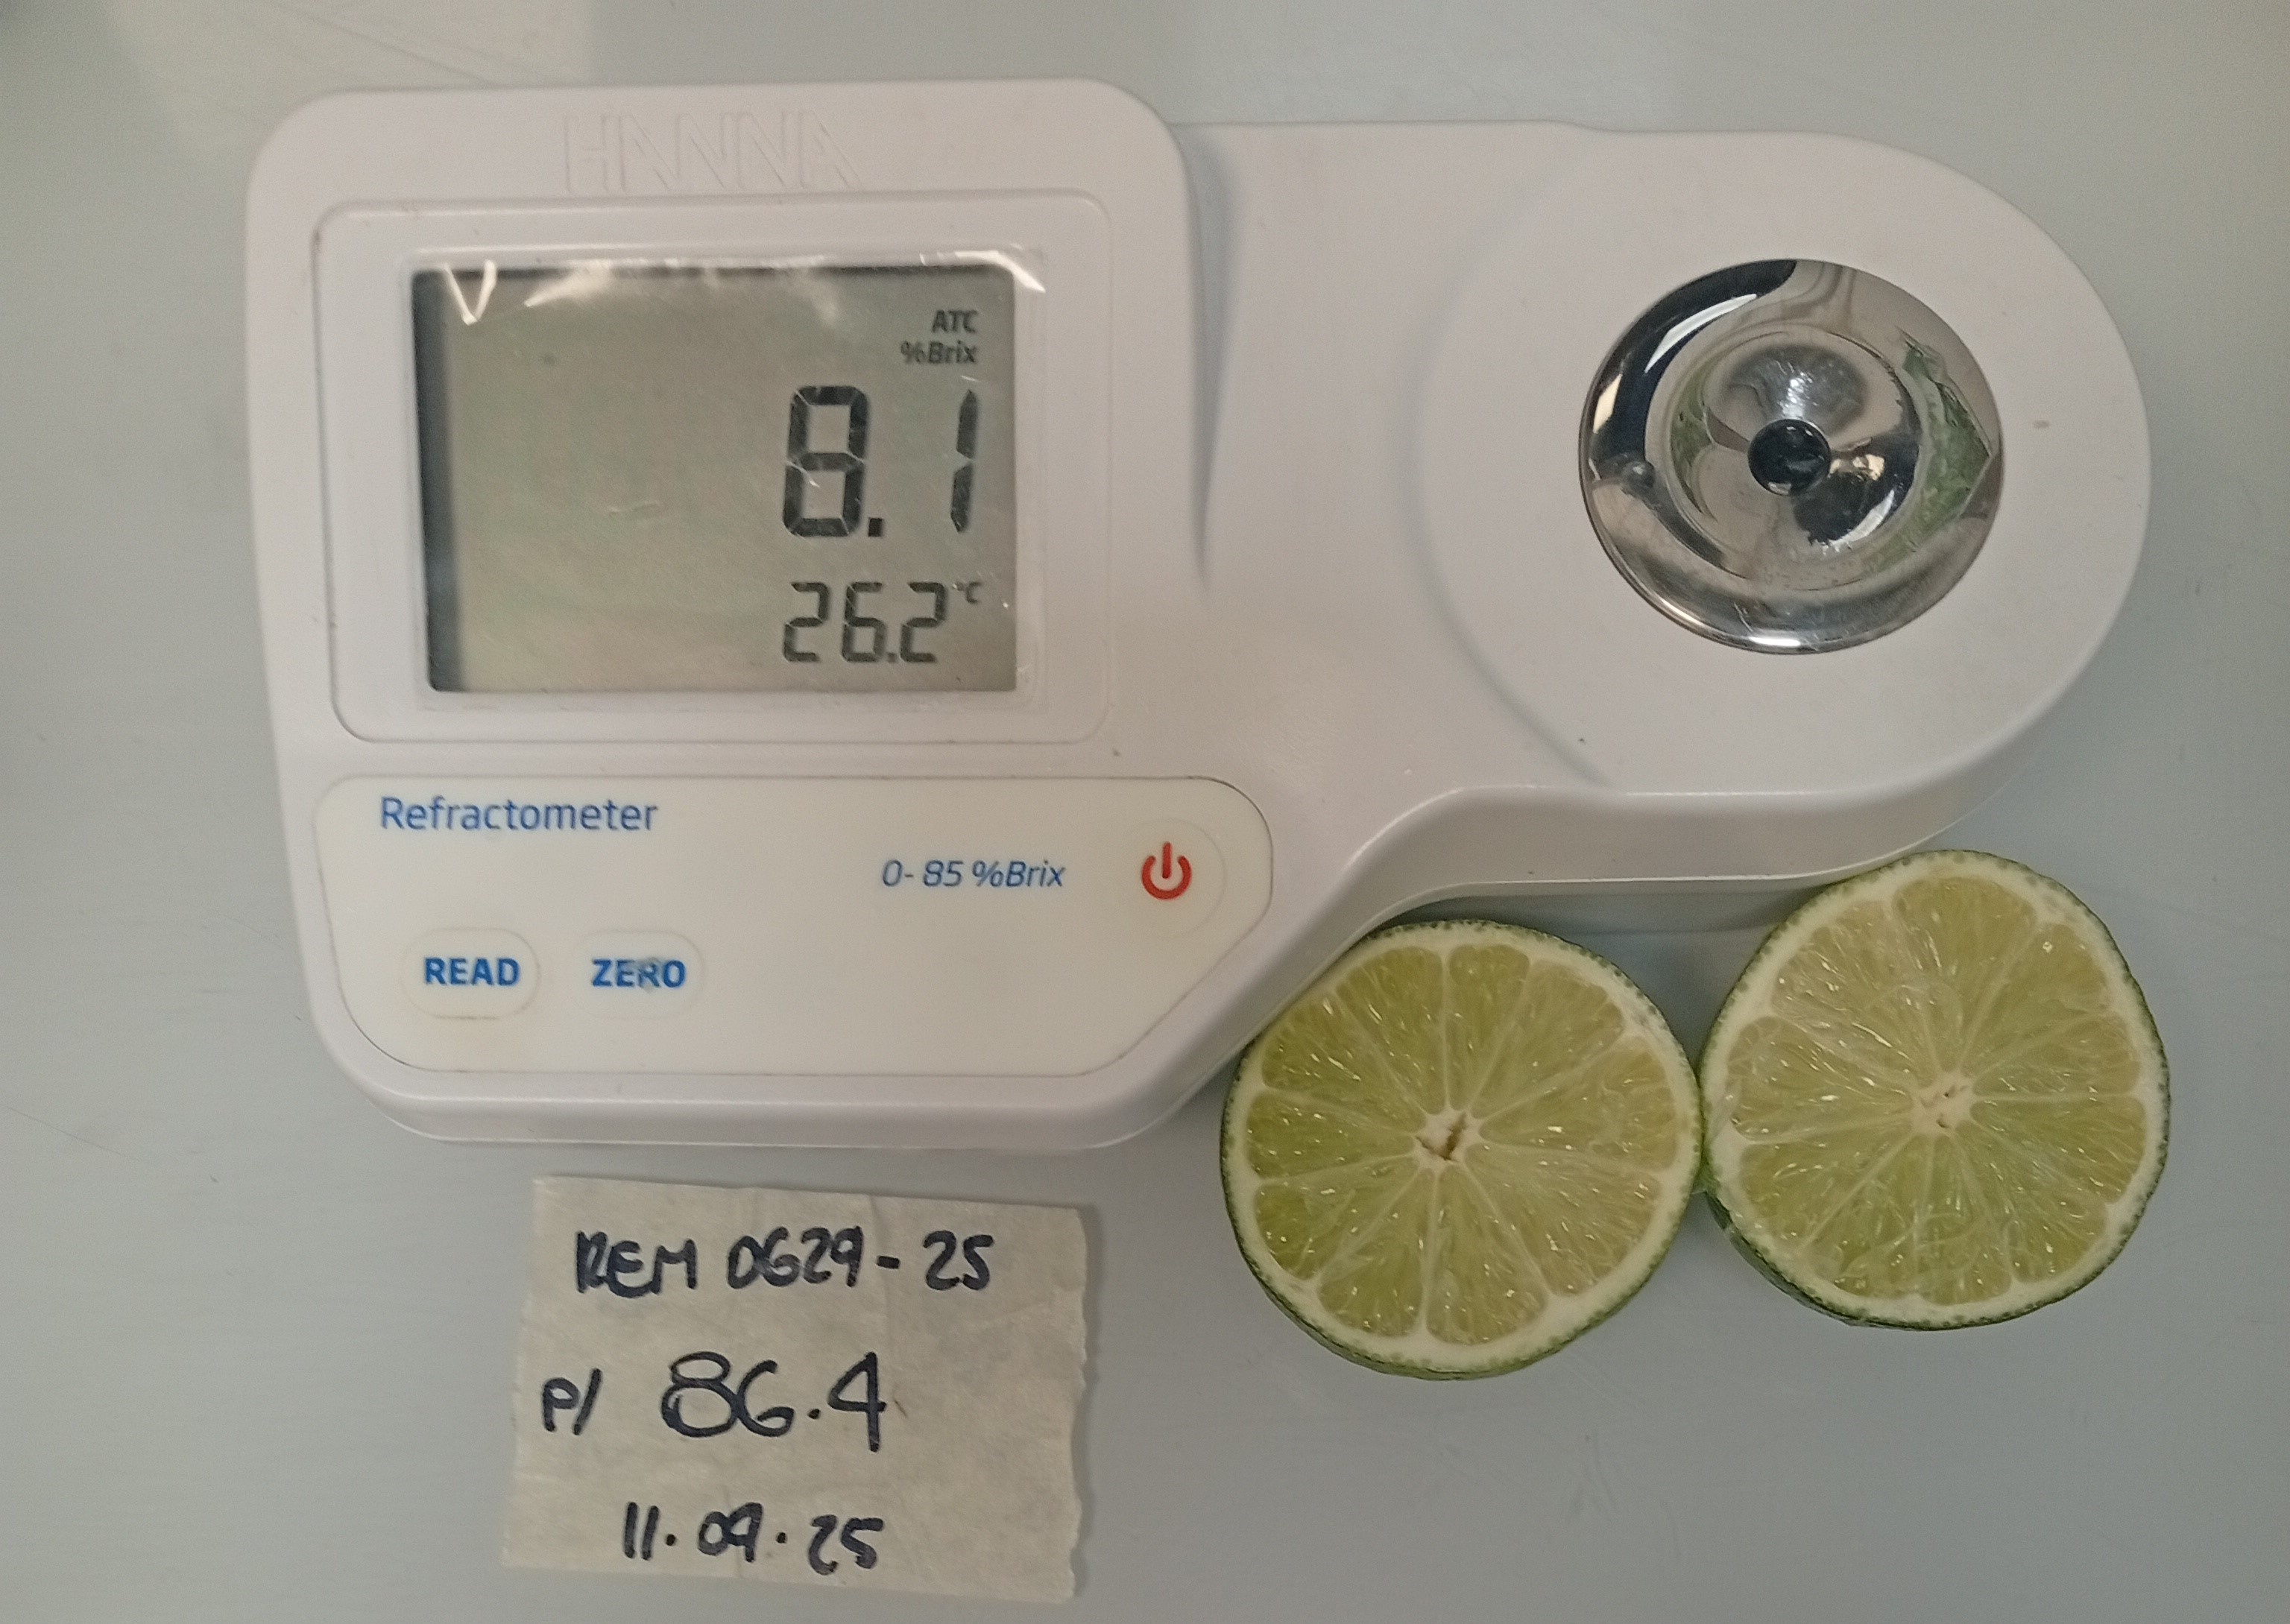 HANNA
ATC
%Brix
8.1
26.2°C
Refractometer
0-85 %Brix
READ ZERO
REM 0629-25
P/ 86.4
11.09.25